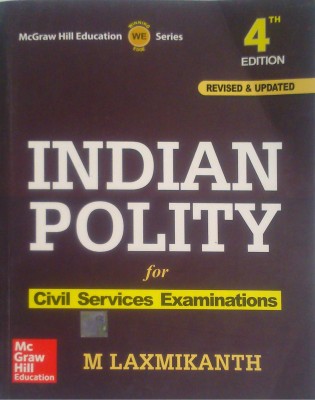 McGraw Hill Education WINNING EDGE WE Series
4TH
EDITION
REVISED & UPDATED
INDIAN
POLITY
for
Civil Services Examinations
Mc
Graw
Hill
Education
M LAXMIKANTH